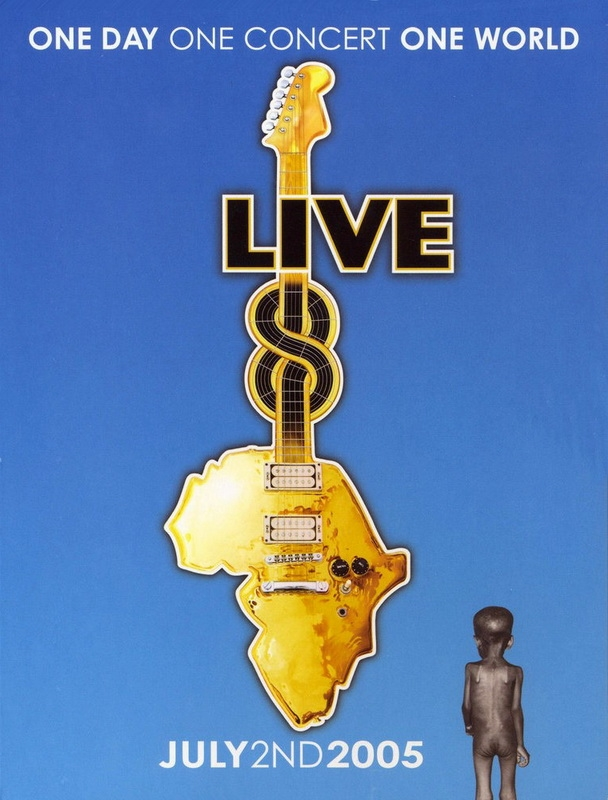 ONE DAY ONE CONCERT ONE WORLD
LIVE
8
JULY2ND2005